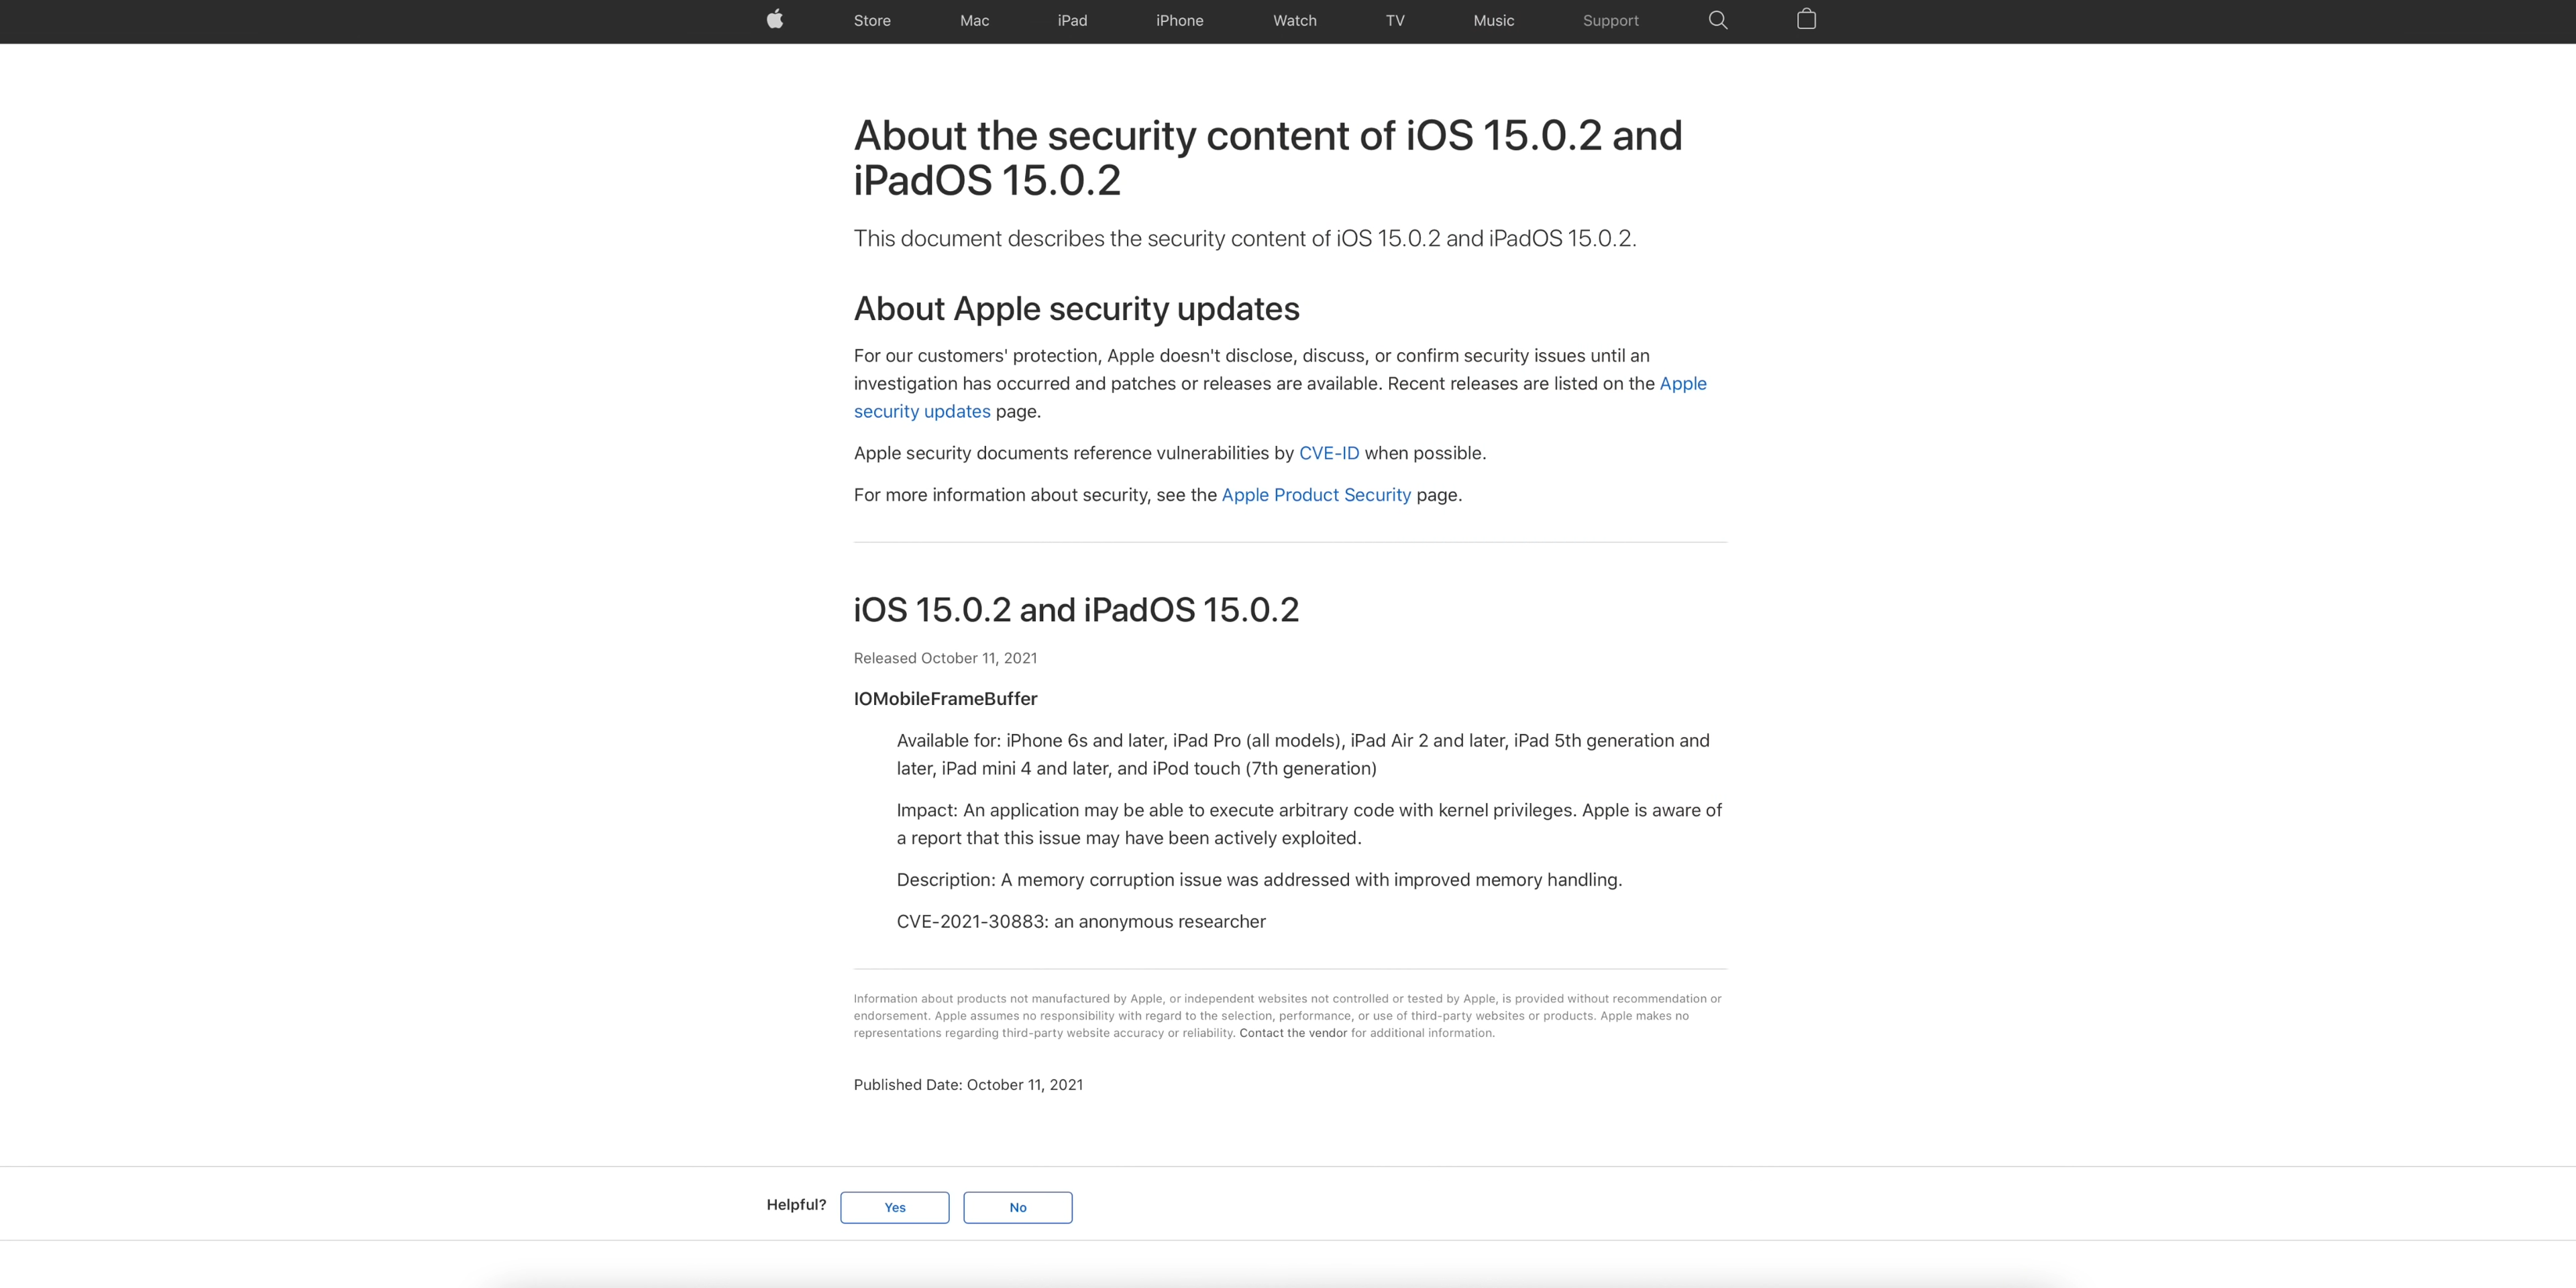 Store Mac iPad iPhone Watch TV Music Support
About the security content of iOS 15.0.2 and
iPadOS 15.0.2
This document describes the security content of iOS 15.0.2 and iPadOS 15.0.2.
About Apple security updates
For our customers' protection, Apple doesn't disclose, discuss, or confirm security issues until an
investigation has occurred and patches or releases are available. Recent releases are listed on the Apple
security updates page.
Apple security documents reference vulnerabilities by CVE-ID when possible.
For more information about security, see the Apple Product Security page.
iOS 15.0.2 and iPadOS 15.0.2
Released October 11, 2021
IOMobileFrameBuffer
Available for: iPhone 6s and later, iPad Pro (all models), iPad Air 2 and later, iPad 5th generation and
later, iPad mini 4 and later, and iPod touch (7th generation)
Impact: An application may be able to execute arbitrary code with kernel privileges. Apple is aware of
a report that this issue may have been actively exploited.
Description: A memory corruption issue was addressed with improved memory handling.
CVE-2021-30883: an anonymous researcher
Information about products not manufactured by Apple, or independent websites not controlled or tested by Apple, is provided without recommendation or
endorsement. Apple assumes no responsibility with regard to the selection, performance, or use of third-party websites or products. Apple makes no
representations regarding third-party website accuracy or reliability. Contact the vendor for additional information.
Published Date: October 11, 2021
Helpful? Yes No